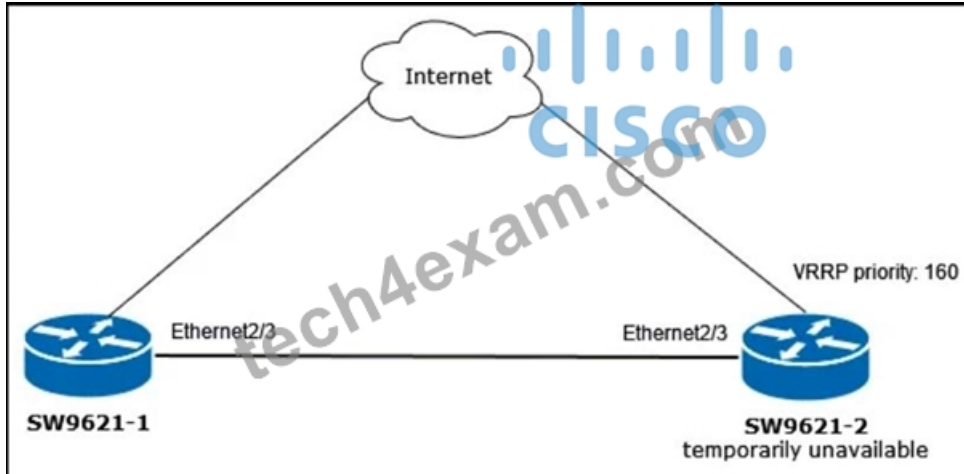 Internet
CISCO
tech4exam.com
VRRP priority: 160
Ethernet2/3
Ethernet2/3
SW9621-1
SW9621-2
temporarily unavailable